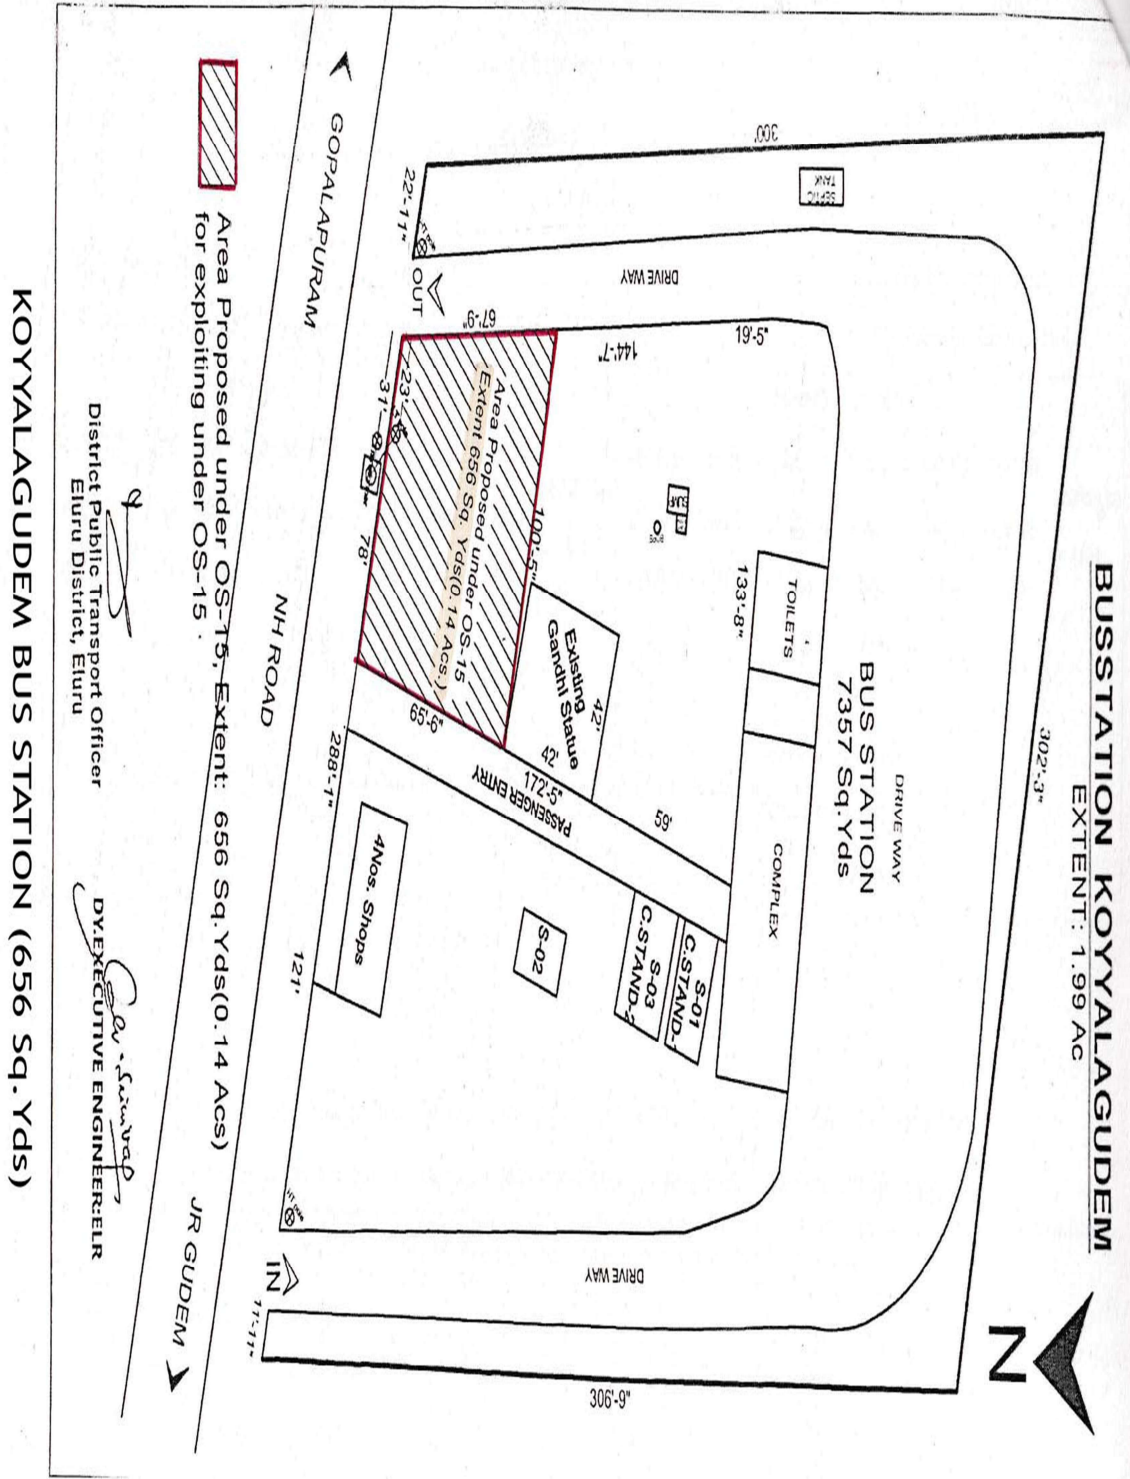 BUSSTATION KOYYALAGUDEM
EXTENT: 1.99 Ac
N
302'-3"
300'
SEPTIC
TANK
DRIVE WAY
DRIVE WAY
BUS STATION
7357 Sq.Yds
TOILETS
COMPLEX
133'-8"
19'-5"
144'-7"
67'-9"
SUMP
BORE
100'-5"
Existing
Gandhi Statue
42'
42'
59'
172'-5"
PASSENGER ENTRY
S-01
C.STAND-1
S-03
C.STAND-2
S-02
4Nos. Shops
Area Proposed under OS-15
Extent 656 Sq. Yds(0.14 Acs.)
65'-6"
23'
31'
78'
288'-1"
121'
22'-11"
HT Pole
OUT
HT Pole
IN
DRIVE WAY
306'-9"
11'-11"
GOPALAPURAM
NH ROAD
JR GUDEM
Area Proposed under OS-15, Extent: 656 Sq.Yds(0.14 Acs)
for exploiting under OS-15
District Public Transport Officer
Eluru District, Eluru
DY.EXECUTIVE ENGINEER:ELR
KOYYALAGUDEM BUS STATION (656 Sq.Yds)